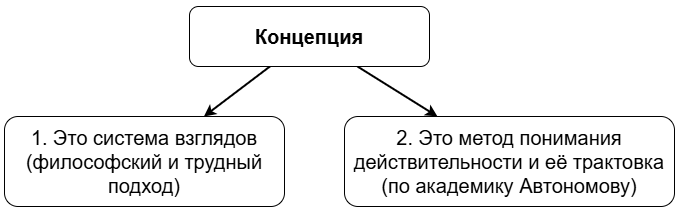 Концепция
1. Это система взглядов
(философский и трудный
подход)
2. Это метод понимания
действительности и её трактовка
(по академику Автономову)